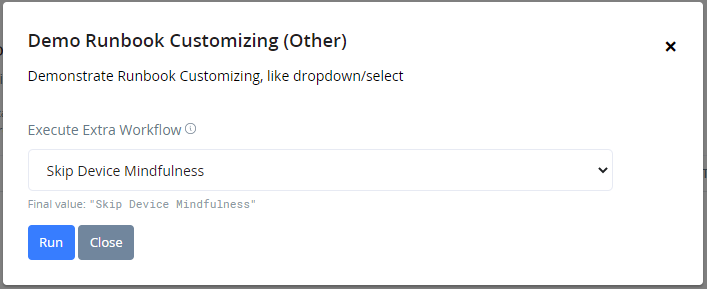 Demo Runbook Customizing (Other)
Demonstrate Runbook Customizing, like dropdown/select
Execute Extra Workflow
Skip Device Mindfulness
Final value: "Skip Device Mindfulness"
Run Close